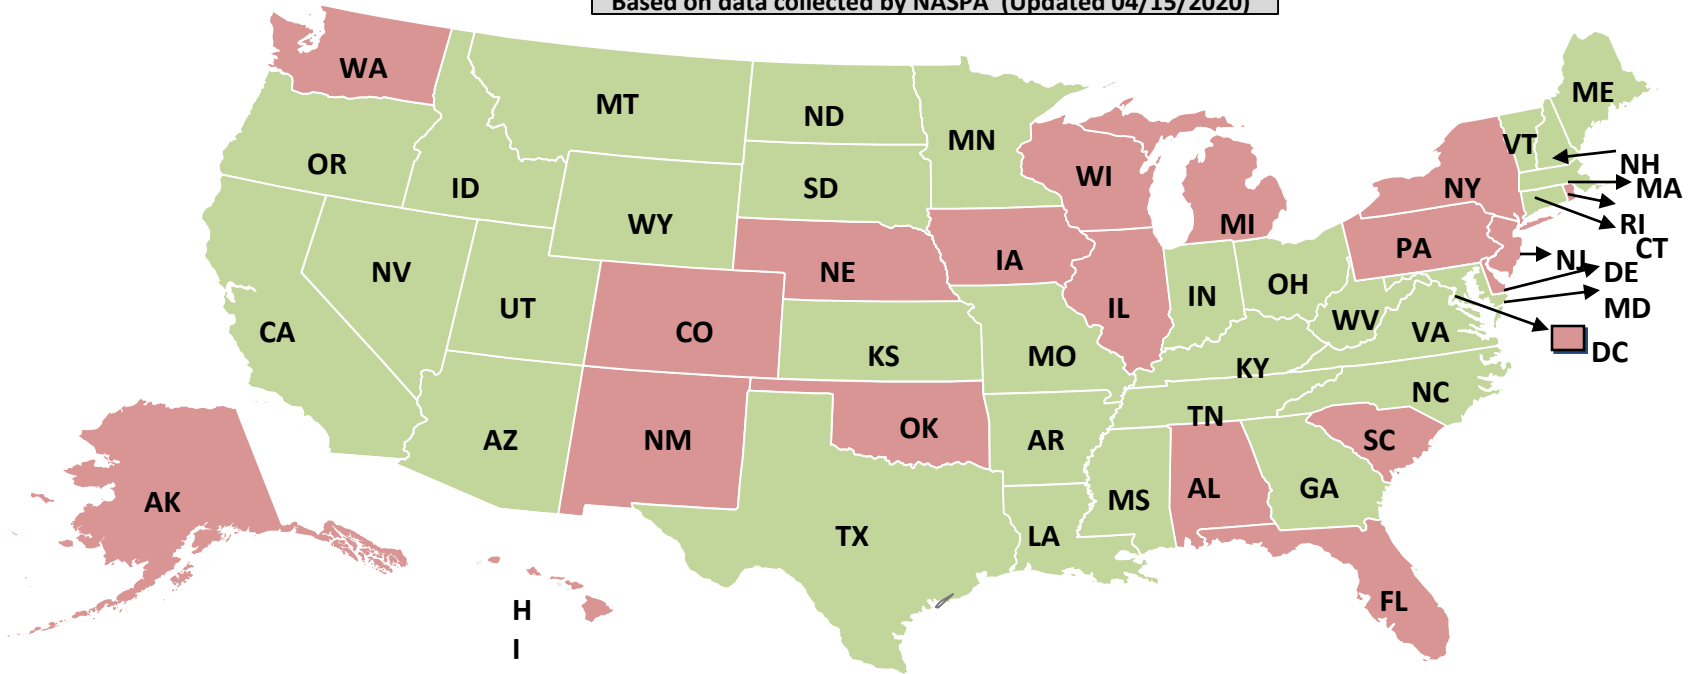 Based on data collected by NASPA (Updated 04/15/2020)
WA
MT
ND
MN
ME
VT
OR
ID
SD
WI
NY
NH
MA
WY
MI
RI
NV
NE
IA
PA
CT
NJ
DE
UT
CO
IL
IN
OH
MD
CA
KS
MO
WV
VA
DC
KY
NC
AZ
NM
OK
AR
TN
SC
AK
TX
LA
MS
AL
GA
FL
H
I